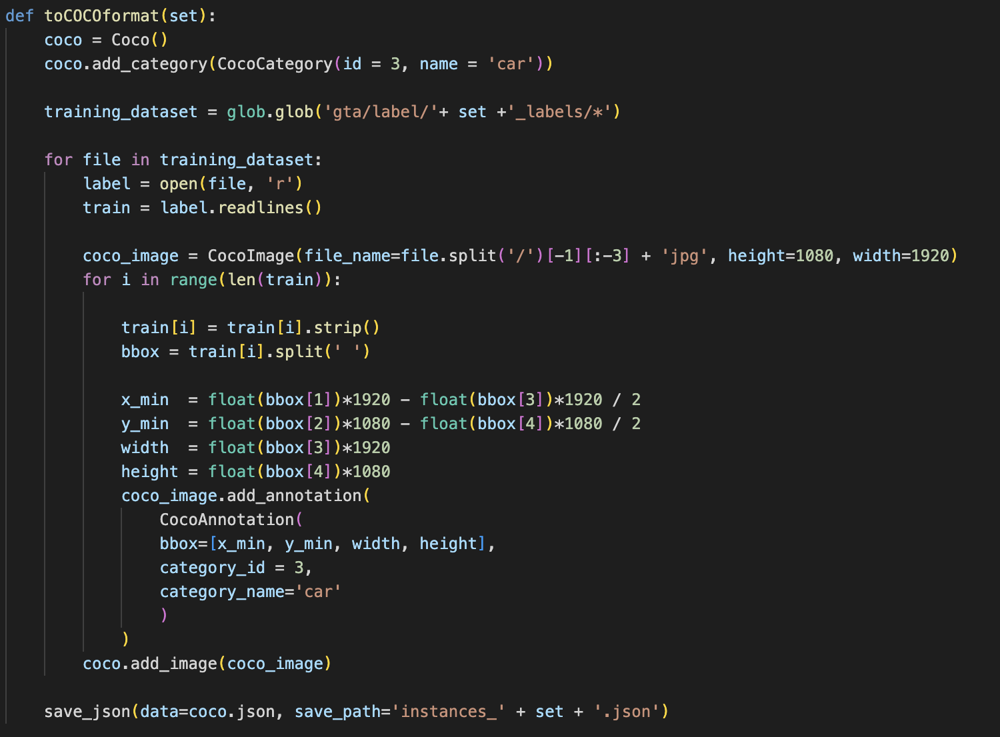 def toCOCOformat(set):
    coco = Coco()
    coco.add_category(CocoCategory(id = 3, name = 'car'))

    training_dataset = glob.glob('gta/label/'+ set +'_labels/*')

    for file in training_dataset:
        label = open(file, 'r')
        train = label.readlines()

        coco_image = CocoImage(file_name=file.split('/')[-1][:-3] + 'jpg', height=1080, width=1920)
        for i in range(len(train)):

            train[i] = train[i].strip()
            bbox = train[i].split(' ')

            x_min  = float(bbox[1])*1920 - float(bbox[3])*1920 / 2
            y_min  = float(bbox[2])*1080 - float(bbox[4])*1080 / 2
            width  = float(bbox[3])*1920
            height = float(bbox[4])*1080
            coco_image.add_annotation(
                CocoAnnotation(
                bbox=[x_min, y_min, width, height],
                category_id = 3,
                category_name='car'
                )
            )
        coco.add_image(coco_image)

    save_json(data=coco.json, save_path='instances_' + set + '.json')